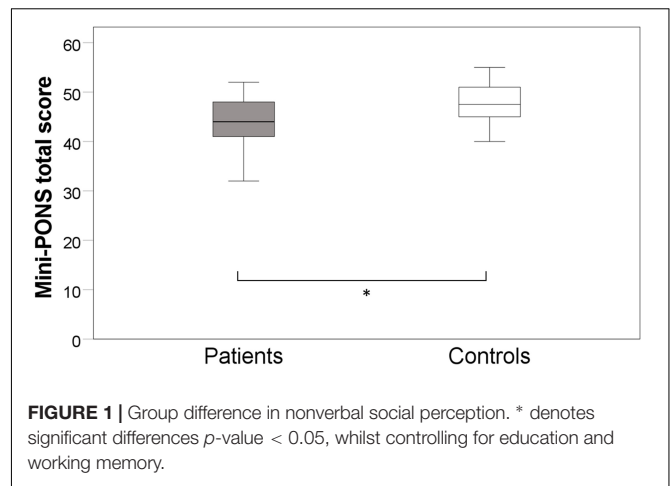 60
50
40
30
20
10
0
Mini-PONS total score
*
Patients
Controls
FIGURE 1 | Group difference in nonverbal social perception. * denotes
significant differences p-value < 0.05, whilst controlling for education and
working memory.